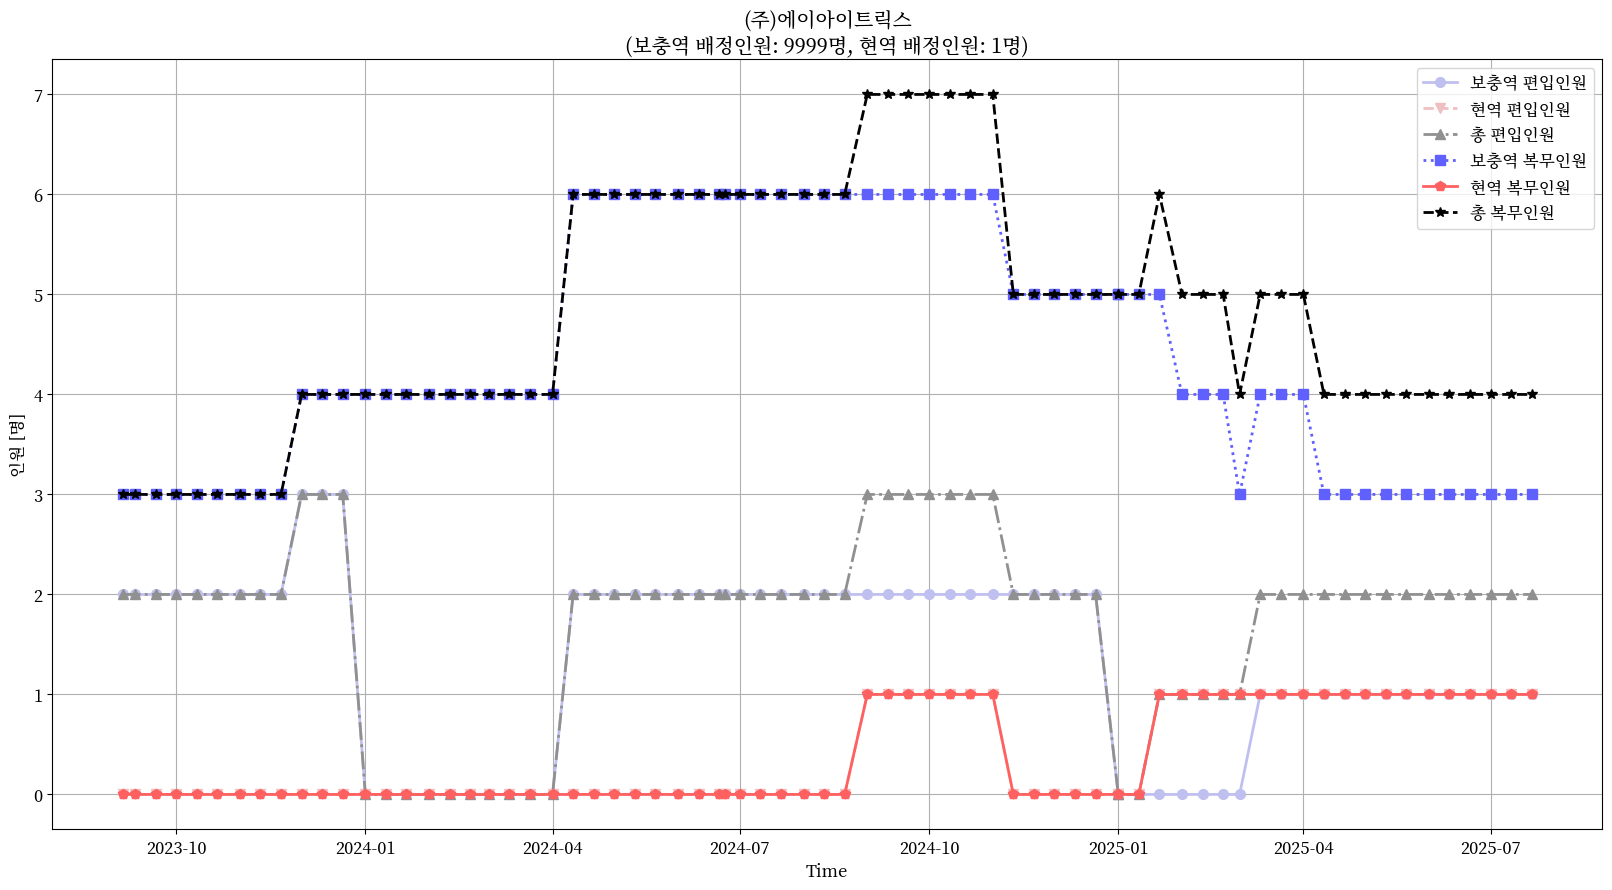 (주)에이아이트릭스
(보충역 배정인원: 9999명, 현역 배정인원: 1명)
보충역 편입인원
현역 편입인원
총 편입인원
보충역 복무인원
현역 복무인원
총 복무인원
인원 [명]
7
6
5
4
3
2
1
0
2023-10
2024-01
2024-04
2024-07
2024-10
2025-01
2025-04
2025-07
Time